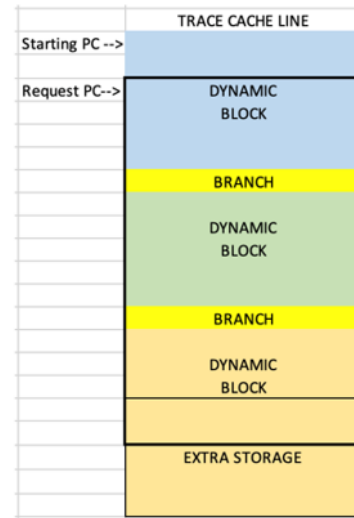 TRACE CACHE LINE
Starting PC -->
Request PC-->
DYNAMIC
BLOCK
BRANCH
DYNAMIC
BLOCK
BRANCH
DYNAMIC
BLOCK
EXTRA STORAGE